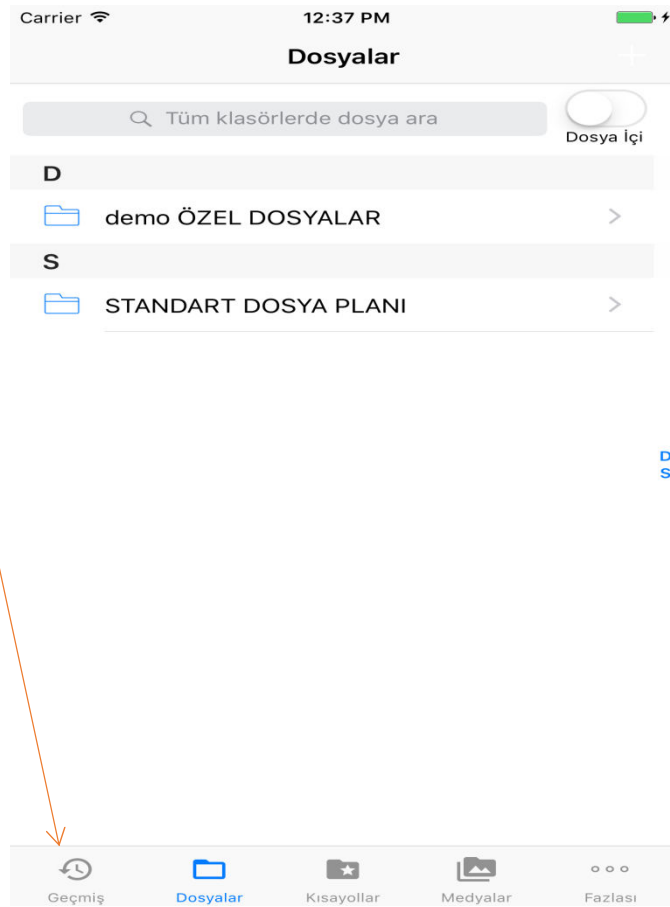 Carrier 12:37 PM
Dosyalar
Tüm klasörlerde dosya ara
Dosya İçi
D
demo ÖZEL DOSYALAR
S
STANDART DOSYA PLANI
D
S
Geçmiş Dosyalar Kısayollar Medyalar Fazlası